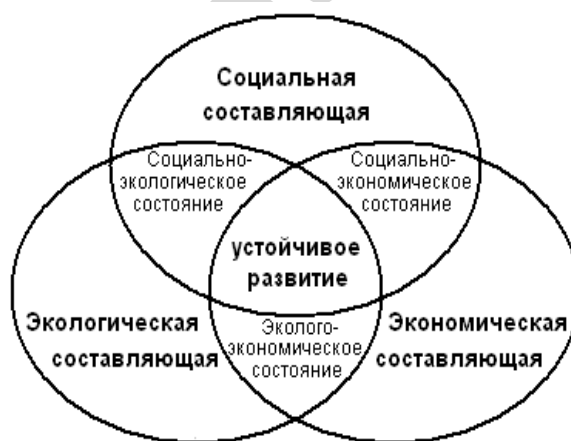 Социальная
составляющая
Социально-
экологическое
состояние
Социально-
экономическое
состояние
устойчивое
развитие
Экологическая
составляющая
Эколого-
экономическое
состояние
Экономическая
составляющая